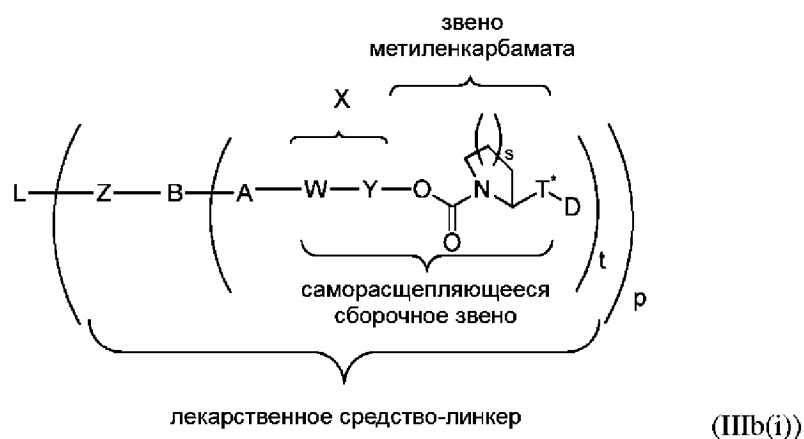 звено
метиленкарбамата
X
L Z B A W Y O N s T* D
O
t
саморасщепляющееся
сборочное звено
p
лекарственное средство-линкер
(IIIb(i))